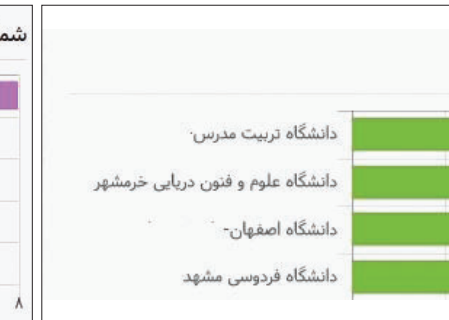 شم
۸
دانشگاه تربیت مدرس
دانشگاه علوم و فنون دریایی خرمشهر
دانشگاه اصفهان-
دانشگاه فردوسی مشهد